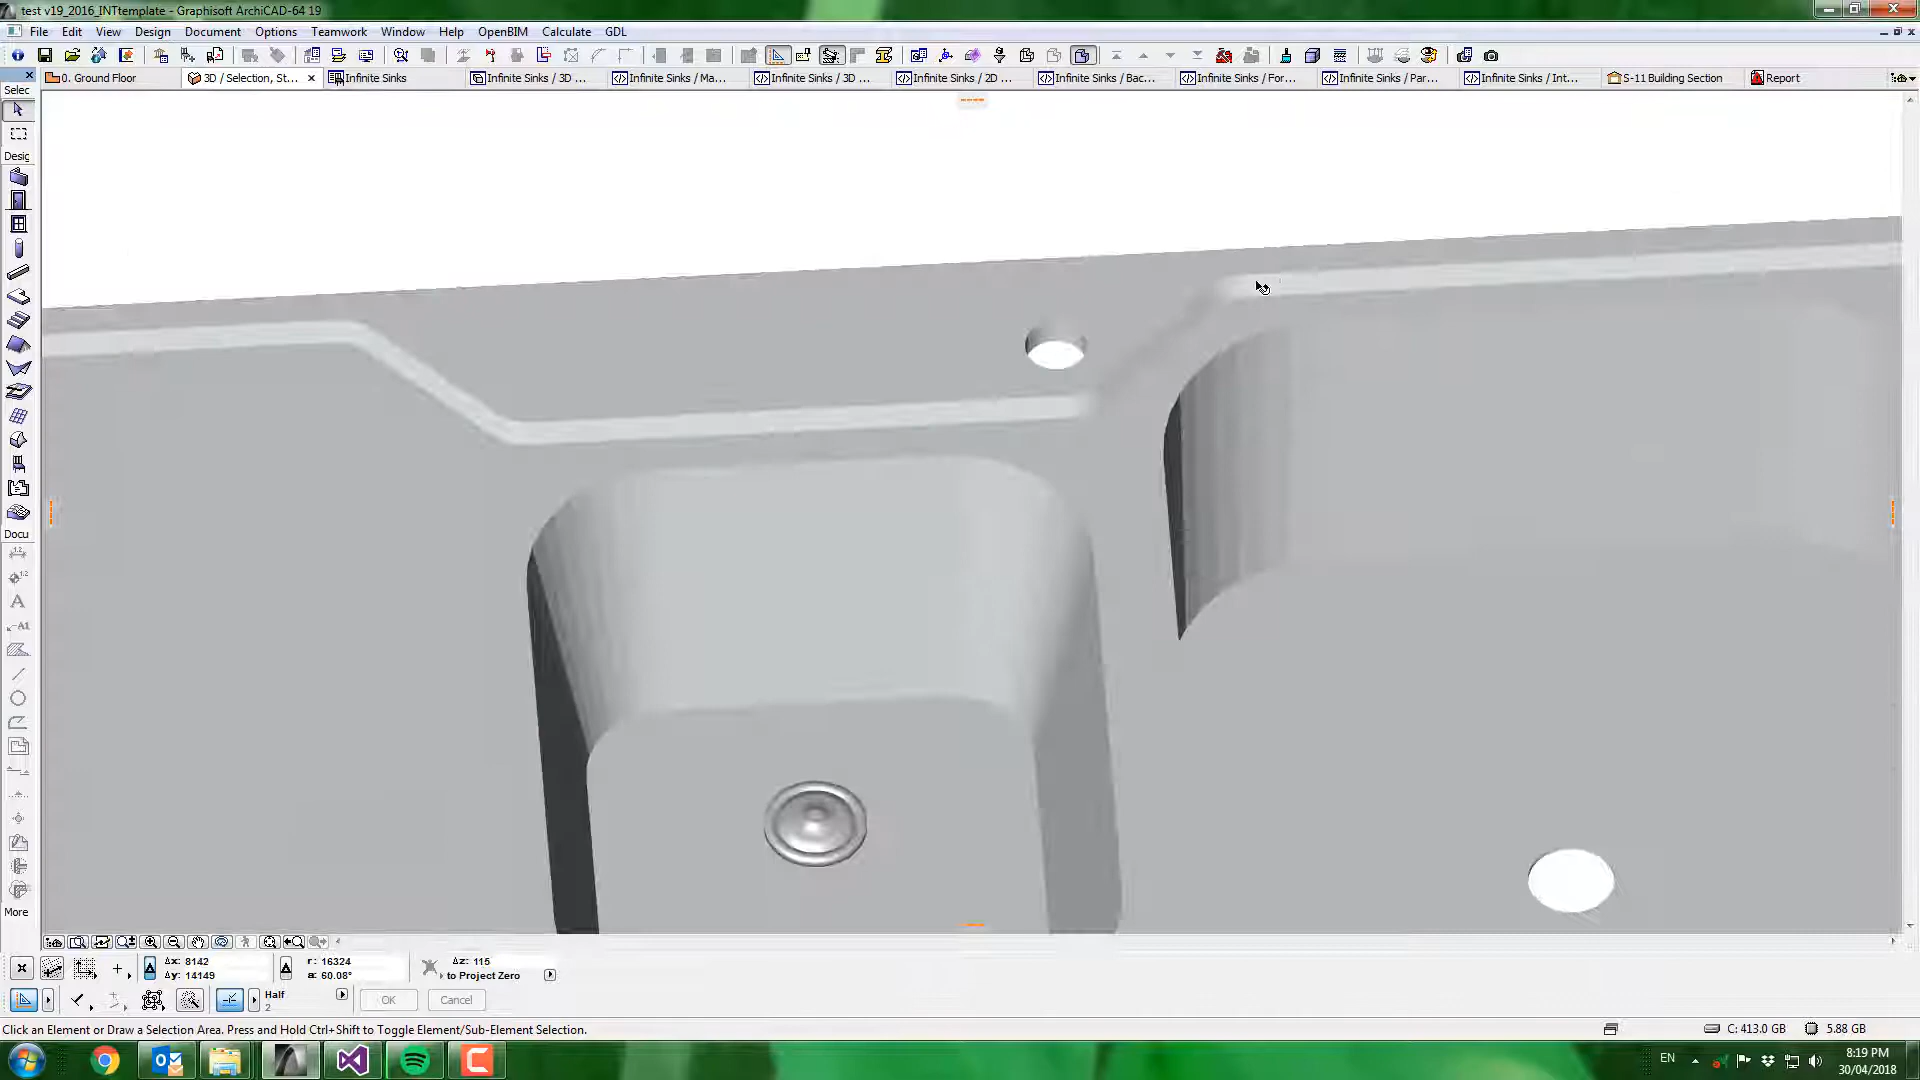 test v19_2016_INTtemplate - Graphisoft ArchiCAD-64 19
File Edit View Design Document Options Teamwork Window Help OpenBIM Calculate GDL
Selec
0. Ground Floor
3D / Selection, St...
Infinite Sinks
Infinite Sinks / 3D ...
Infinite Sinks / Ma...
Infinite Sinks / 3D ...
Infinite Sinks / 2D ...
Infinite Sinks / Bac...
Infinite Sinks / For...
Infinite Sinks / Par...
Infinite Sinks / Int...
S-11 Building Section
Report
Desig
Docu
A
A1
More
Δx: 8142
Δy: 14149
r: 16324
a: 60.08°
Δz: 115
to Project Zero
Half
2
OK
Cancel
Click an Element or Draw a Selection Area. Press and Hold Ctrl+Shift to Toggle Element/Sub-Element Selection.
C: 413.0 GB
5.88 GB
EN
8:19 PM
30/04/2018